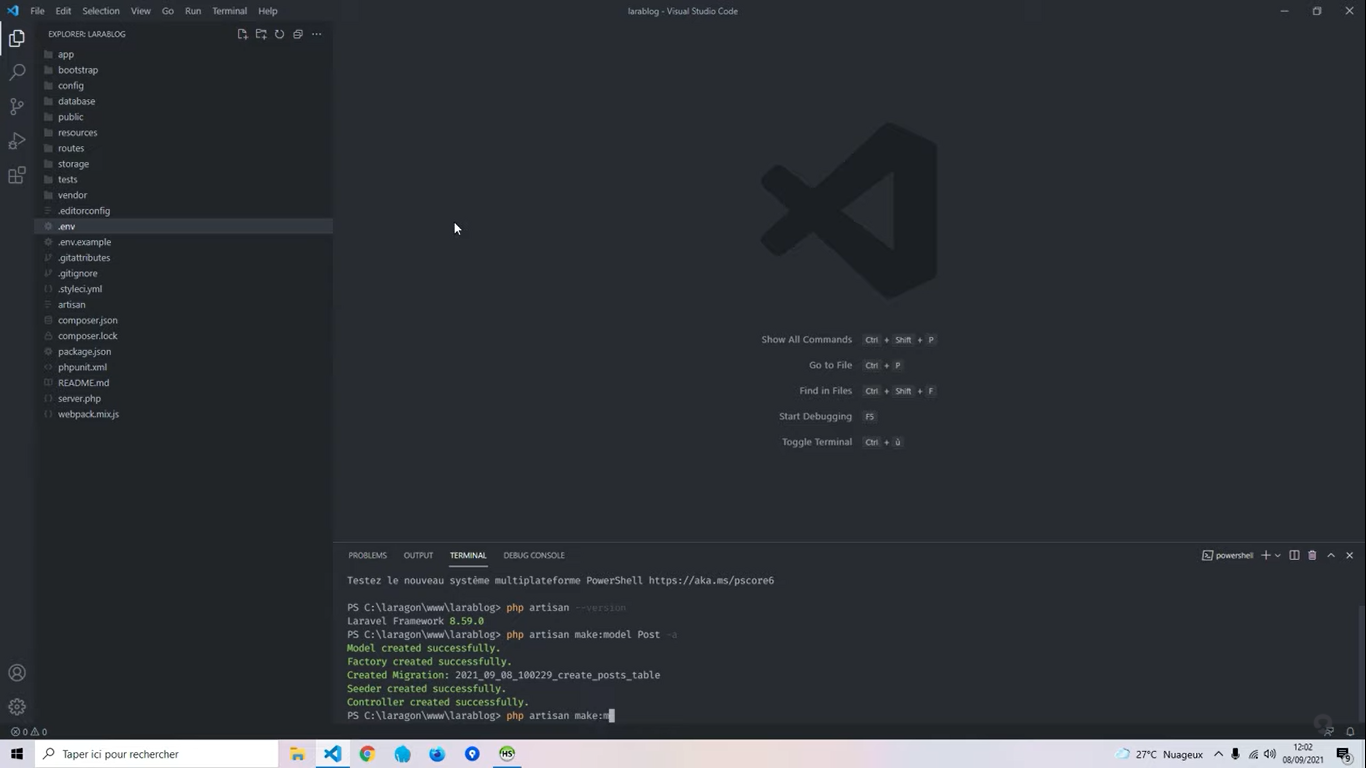 File Edit Selection View Go Run Terminal Help
larablog - Visual Studio Code
EXPLORER: LARABLOG
app
bootstrap
config
database
public
resources
routes
storage
tests
vendor
.editorconfig
.env
.env.example
.gitattributes
.gitignore
.styleci.yml
artisan
composer.json
composer.lock
package.json
phpunit.xml
README.md
server.php
webpack.mix.js
Show All Commands Ctrl + Shift + P
Go to File Ctrl + P
Find in Files Ctrl + Shift + F
Start Debugging F5
Toggle Terminal Ctrl + ù
PROBLEMS OUTPUT TERMINAL DEBUG CONSOLE
powershell
Testez le nouveau système multiplateforme PowerShell https://aka.ms/pscore6
PS C:\laragon\www\larablog> php artisan --version
Laravel Framework 8.59.0
PS C:\laragon\www\larablog> php artisan make:model Post -a
Model created successfully.
Factory created successfully.
Created Migration: 2021_09_08_100229_create_posts_table
Seeder created successfully.
Controller created successfully.
PS C:\laragon\www\larablog> php artisan make:m
0 0
Taper ici pour rechercher
HS
27°C Nuageux
12:02
08/09/2021
9